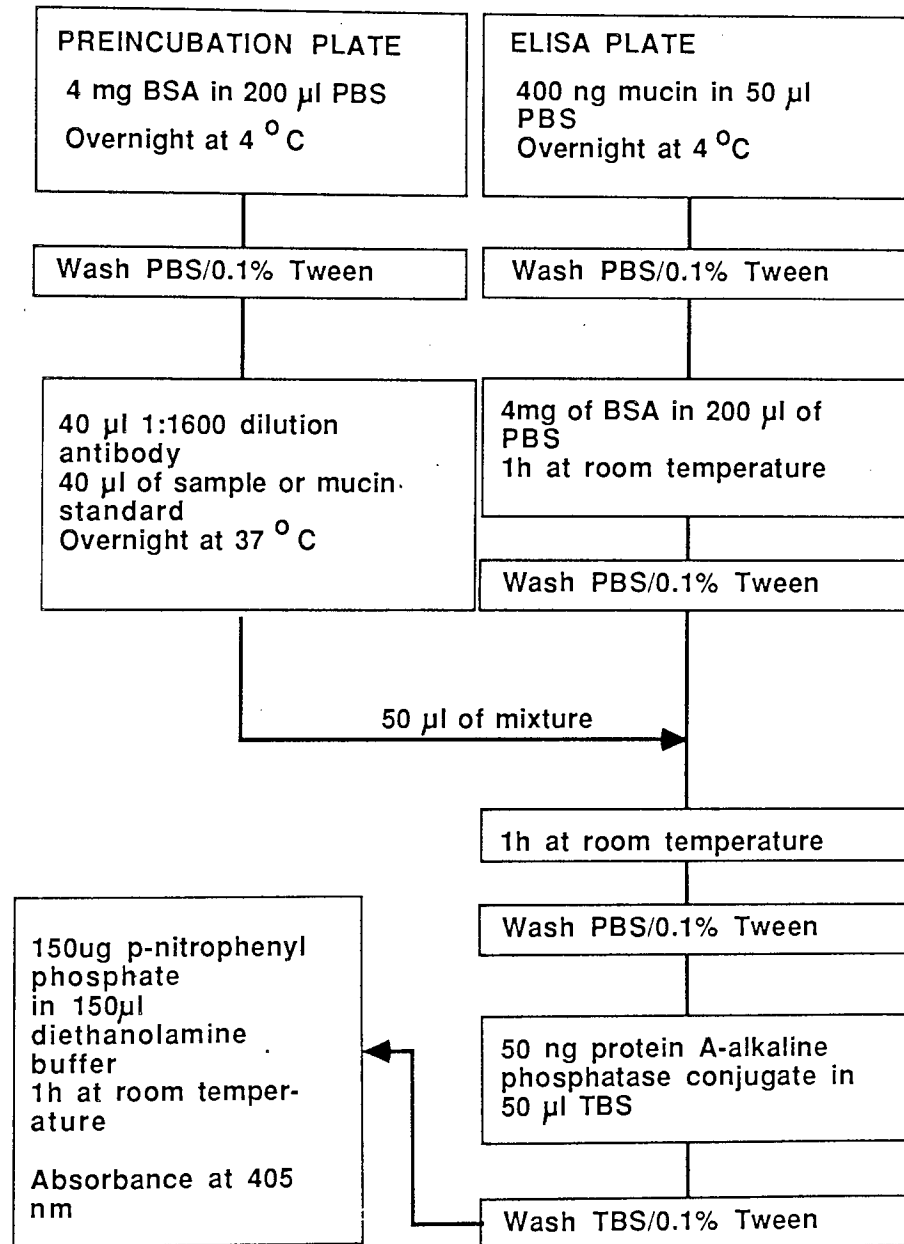 PREINCUBATION PLATE
4 mg BSA in 200 µl PBS
Overnight at 4 °C
ELISA PLATE
400 ng mucin in 50 µl
PBS
Overnight at 4 °C
Wash PBS/0.1% Tween
Wash PBS/0.1% Tween
40 µl 1:1600 dilution
antibody
40 µl of sample or mucin
standard
Overnight at 37 °C
4mg of BSA in 200 µl of
PBS
1h at room temperature
Wash PBS/0.1% Tween
50 µl of mixture
1h at room temperature
Wash PBS/0.1% Tween
50 ng protein A-alkaline
phosphatase conjugate in
50 µl TBS
Wash TBS/0.1% Tween
150ug p-nitrophenyl
phosphate
in 150µl
diethanolamine
buffer
1h at room temper-
ature
Absorbance at 405
nm